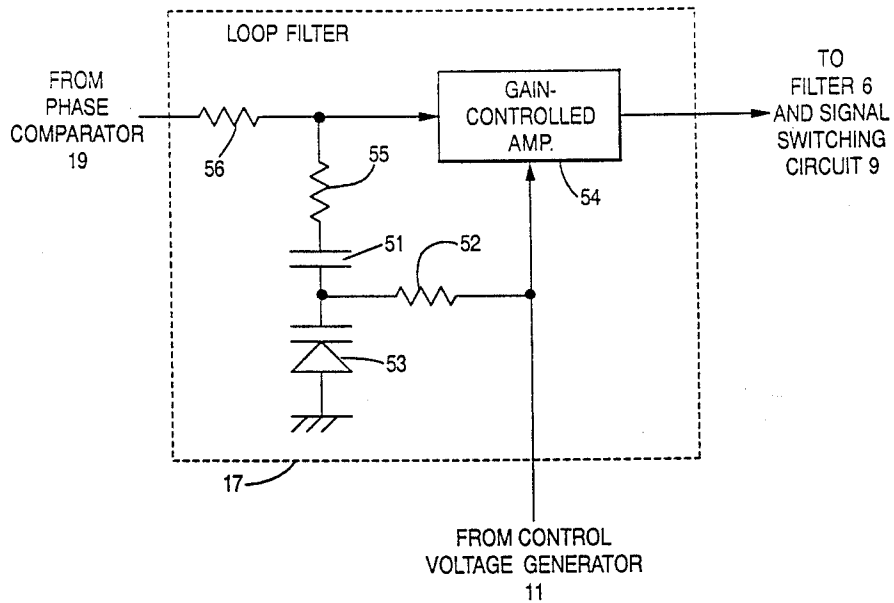 LOOP FILTER
FROM
PHASE
COMPARATOR
19
56
55
51
52
53
GAIN-
CONTROLLED
AMP.
54
TO
FILTER 6
AND SIGNAL
SWITCHING
CIRCUIT 9
17
FROM CONTROL
VOLTAGE GENERATOR
11